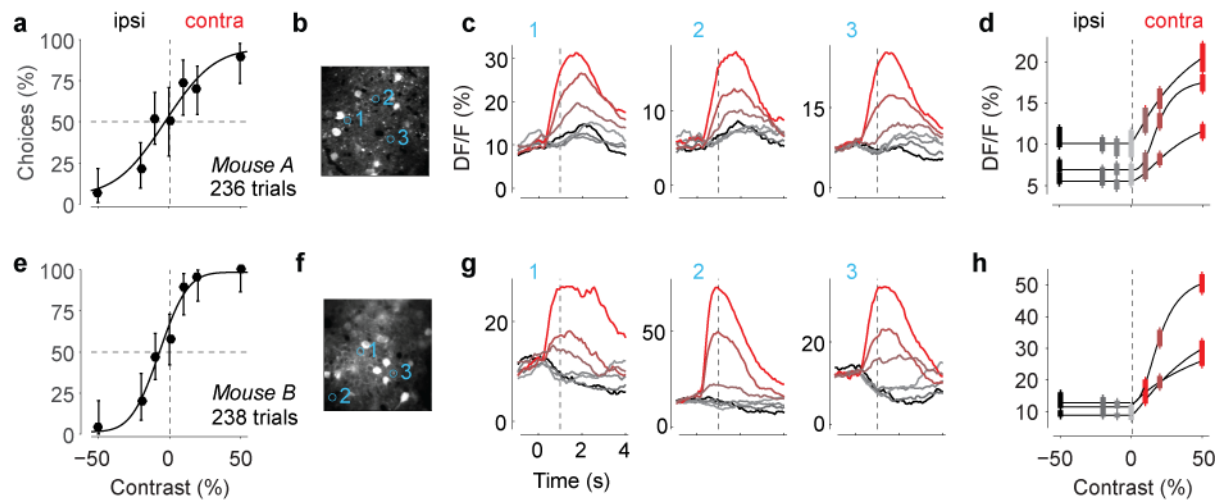 a ipsi contra b c 1 2 3 d ipsi contra
Choices (%)
100
75
50
25
0
Mouse A
236 trials
1
2
3
DF/F (%)
30
20
10
0
10
0
15
0
DF/F (%)
20
15
10
5
e f g 1 2 3 h
Choices (%)
100
75
50
25
0
Mouse B
238 trials
−50 0 50
Contrast (%)
1
2
3
DF/F (%)
20
0
50
0
20
0
0 2 4
Time (s)
DF/F (%)
50
40
30
20
10
−50 0 50
Contrast (%)